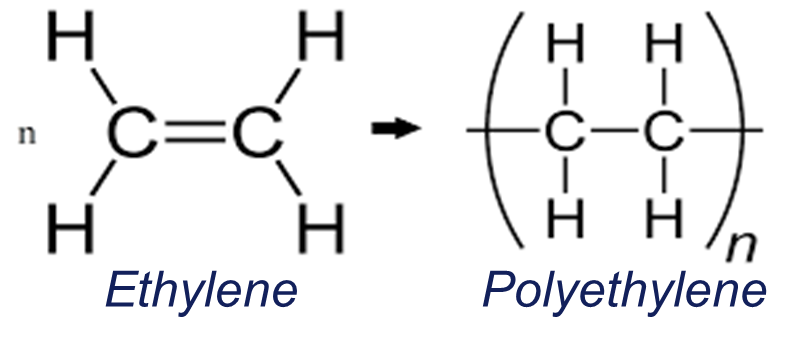 H H H H
n C C C C
H H H H n
Ethylene Polyethylene